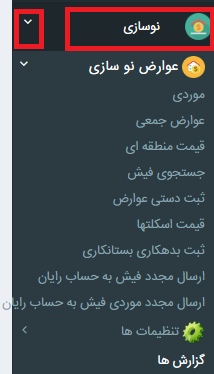 نوسازی
عوارض نو سازی
موردی
عوارض جمعی
قیمت منطقه ای
جستجوی فیش
ثبت دستی عوارض
قیمت اسکلتها
ثبت بدهکاری بستانکاری
ارسال مجدد فیش به حساب رایان
ارسال مجدد موردی فیش به حساب رایان
تنظیمات ها
گزارش ها